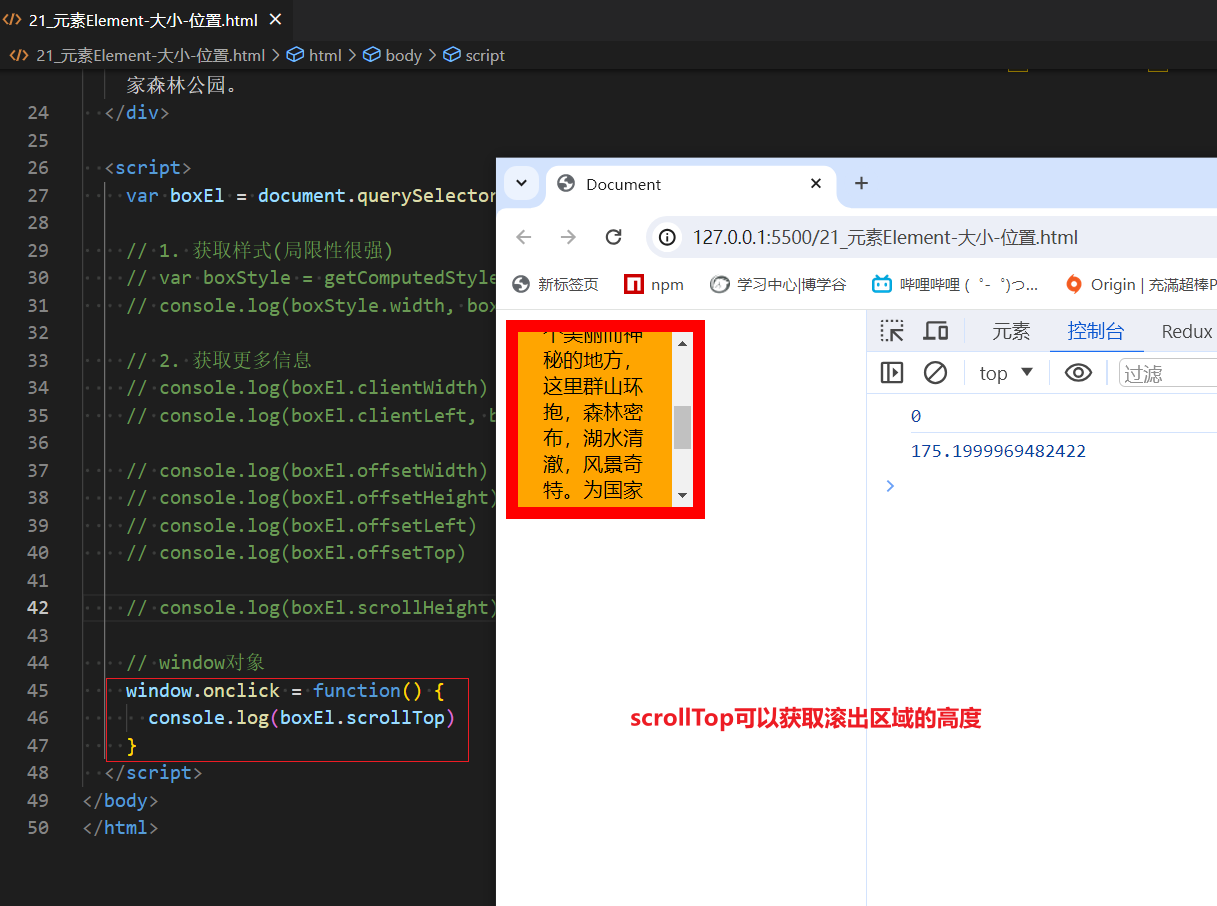 21_元素Element-大小-位置.html
21_元素Element-大小-位置.html > html > body > script
家森林公园。
24 </div>
25
26 <script>
27 var boxEl = document.querySelector
28
29 // 1. 获取样式(局限性很强)
30 // var boxStyle = getComputedStyle
31 // console.log(boxStyle.width, box
32
33 // 2. 获取更多信息
34 // console.log(boxEl.clientWidth)
35 // console.log(boxEl.clientLeft, b
36
37 // console.log(boxEl.offsetWidth)
38 // console.log(boxEl.offsetHeight)
39 // console.log(boxEl.offsetLeft)
40 // console.log(boxEl.offsetTop)
41
42 // console.log(boxEl.scrollHeight)
43
44 // window对象
45 window.onclick = function() {
46 console.log(boxEl.scrollTop)
47 }
48 </script>
49 </body>
50 </html>
Document
127.0.0.1:5500/21_元素Element-大小-位置.html
新标签页 npm 学习中心|博学谷 哔哩哔哩 (゜-゜)つ... Origin | 充满超棒P
个美丽而神
秘的地方，
这里群山环
抱，森林密
布，湖水清
澈，风景奇
特。为国家
元素 控制台 Redux
top 过滤
0
175.1999969482422
>
scrollTop可以获取滚出区域的高度